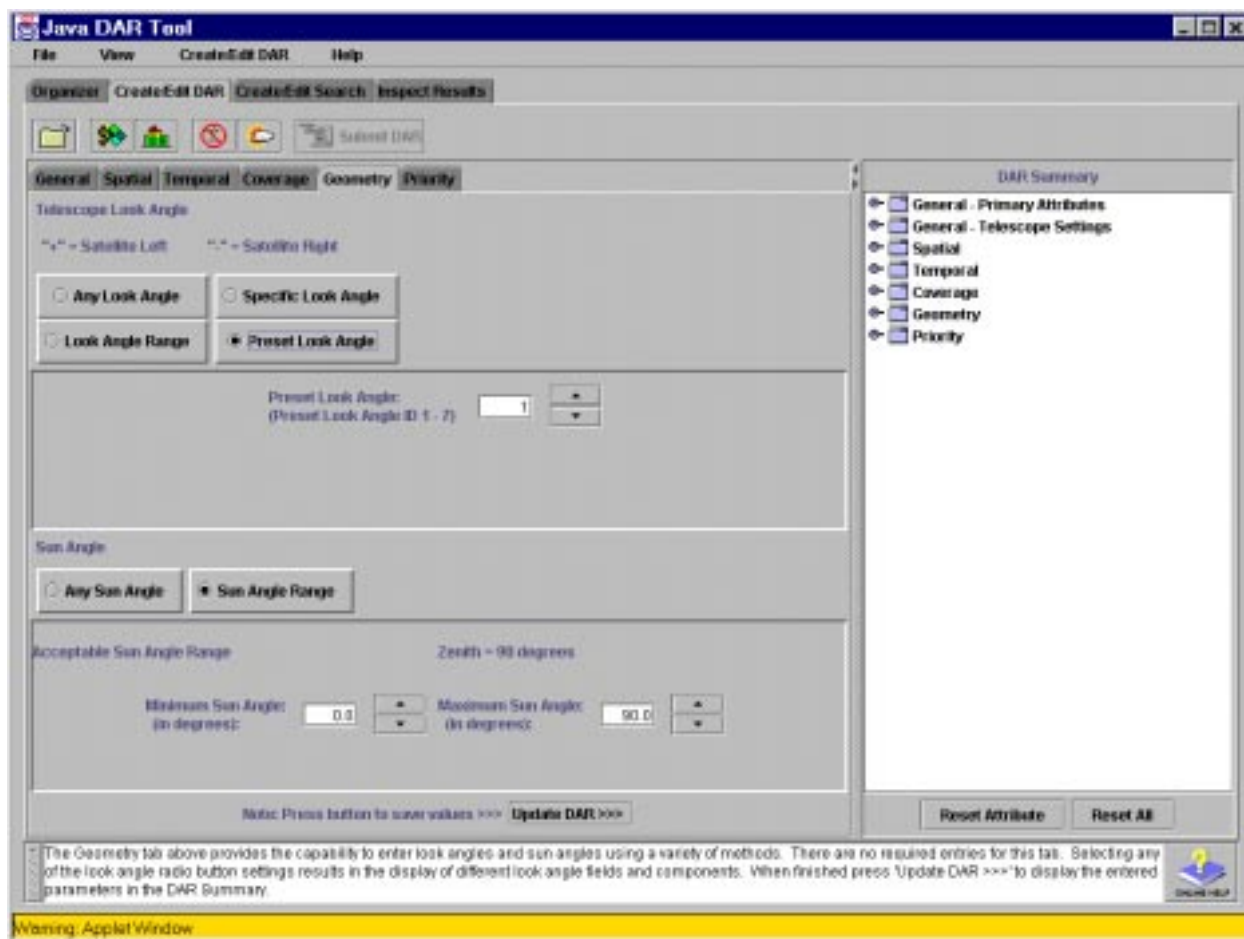 Java DAR Tool
File View Create/Edit DAR Help
Organizer Create/Edit DAR Create/Edit Search Inspect Results
Submit DAR
General Spatial Temporal Coverage Geometry Priority
Telescope Look Angle
"+" = Satellite Left "-" = Satellite Right
Any Look Angle Specific Look Angle
Look Angle Range Preset Look Angle
Preset Look Angle: 1
(Preset Look Angle ID 1 - 7)
Sun Angle
Any Sun Angle Sun Angle Range
Acceptable Sun Angle Range Zenith = 90 degrees
Minimum Sun Angle: 0.0 Maximum Sun Angle: 90.0
(in degrees): (in degrees):
Note: Press button to save values >>> Update DAR >>>
DAR Summary
General - Primary Attributes
General - Telescope Settings
Spatial
Temporal
Coverage
Geometry
Priority
Reset Attribute Reset All
The Geometry tab above provides the capability to enter look angles and sun angles using a variety of methods. There are no required entries for this tab. Selecting any
of the look angle radio button settings results in the display of different look angle fields and components. When finished press 'Update DAR >>>' to display the entered
parameters in the DAR Summary.
ONLINE HELP
Warning: Applet Window